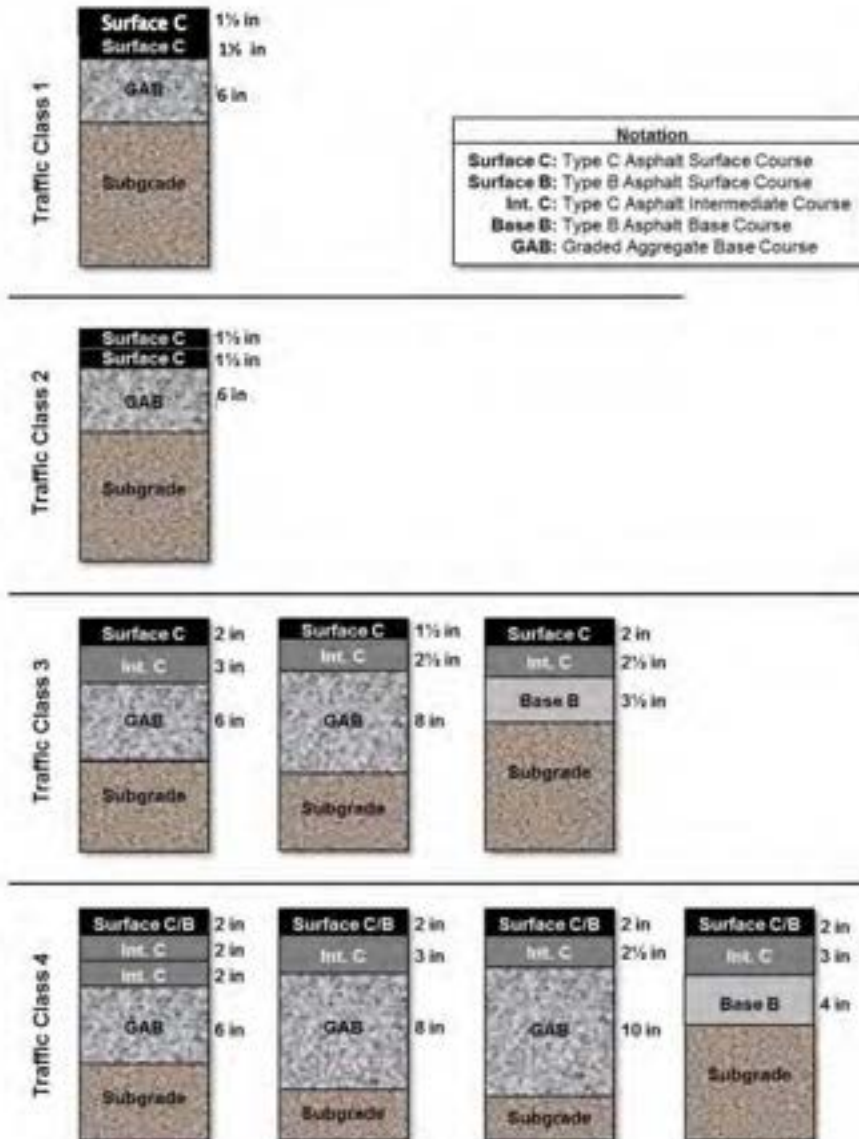 Traffic Class 1
Surface C 1½ in
Surface C 1½ in
GAB 6 in
Subgrade
Notation
Surface C: Type C Asphalt Surface Course
Surface B: Type B Asphalt Surface Course
Int. C: Type C Asphalt Intermediate Course
Base B: Type B Asphalt Base Course
GAB: Graded Aggregate Base Course
Traffic Class 2
Surface C
Surface C
GAB 6 in
Subgrade
Traffic Class 3
Surface C 2 in
Int. C 3 in
GAB 6 in
Subgrade
Surface C 1½ in
Int. C 2½ in
GAB 8 in
Subgrade
Surface C 2 in
Int. C 2½ in
Base B 3½ in
Subgrade
Traffic Class 4
Surface C/B 2 in
Int. C 2 in
Int. C 2 in
GAB 6 in
Subgrade
Surface C/B 2 in
Int. C 3 in
GAB 8 in
Subgrade
Surface C/B 2 in
Int. C 2½ in
GAB 10 in
Subgrade
Surface C/B 2 in
Int. C 3 in
Base B 4 in
Subgrade